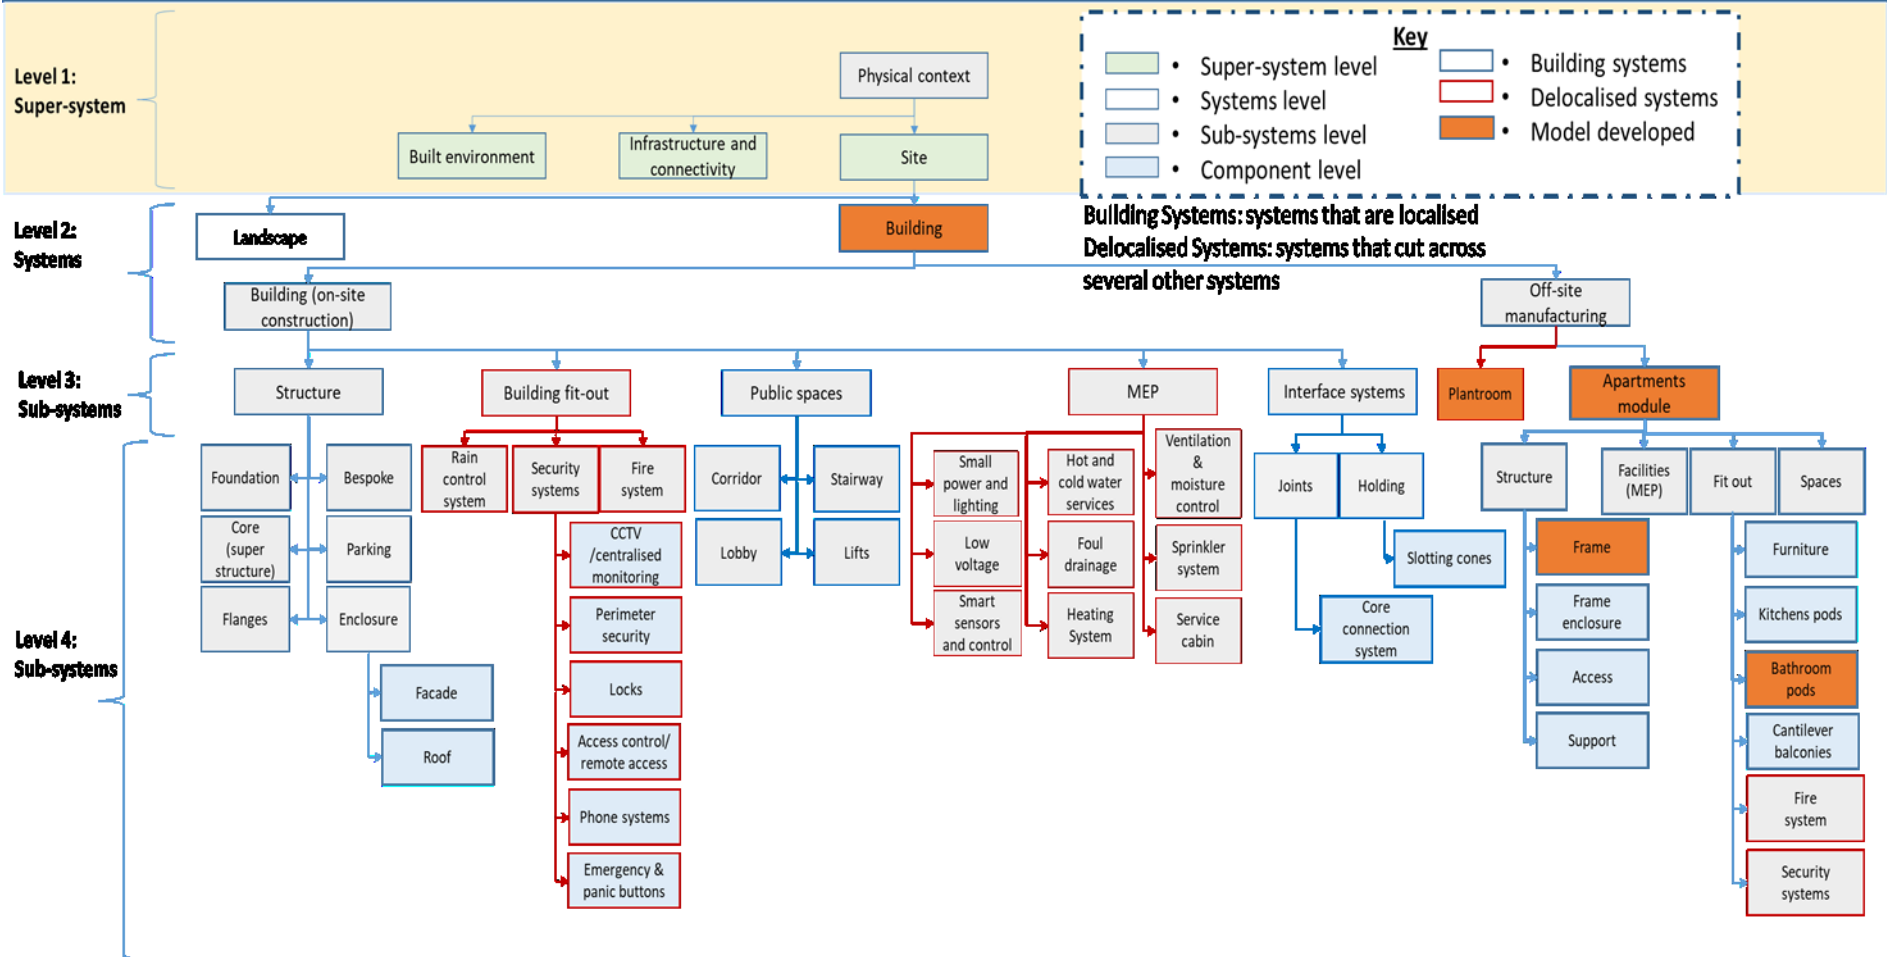 Level 1:
Super-system
Physical context
Built environment
Infrastructure and
connectivity
Site
Key
• Super-system level
• Systems level
• Sub-systems level
• Component level
• Building systems
• Delocalised systems
• Model developed
Building Systems: systems that are localised
Delocalised Systems: systems that cut across
several other systems
Level 2:
Systems
Landscape
Building
Building (on-site
construction)
Off-site
manufacturing
Level 3:
Sub-systems
Structure
Building fit-out
Public spaces
MEP
Interface systems
Plantroom
Apartments
module
Level 4:
Sub-systems
Foundation
Bespoke
Core
(super
structure)
Parking
Flanges
Enclosure
Facade
Roof
Rain
control
system
Security
systems
Fire
system
CCTV
/centralised
monitoring
Perimeter
security
Locks
Access control/
remote access
Phone systems
Emergency &
panic buttons
Corridor
Stairway
Lobby
Lifts
Small
power and
lighting
Low
voltage
Smart
sensors
and control
Hot and
cold water
services
Foul
drainage
Heating
System
Ventilation
&
moisture
control
Sprinkler
system
Service
cabin
Joints
Holding
Slotting cones
Core
connection
system
Structure
Facilities
(MEP)
Fit out
Spaces
Frame
Frame
enclosure
Access
Support
Furniture
Kitchens pods
Bathroom
pods
Cantilever
balconies
Fire
system
Security
systems